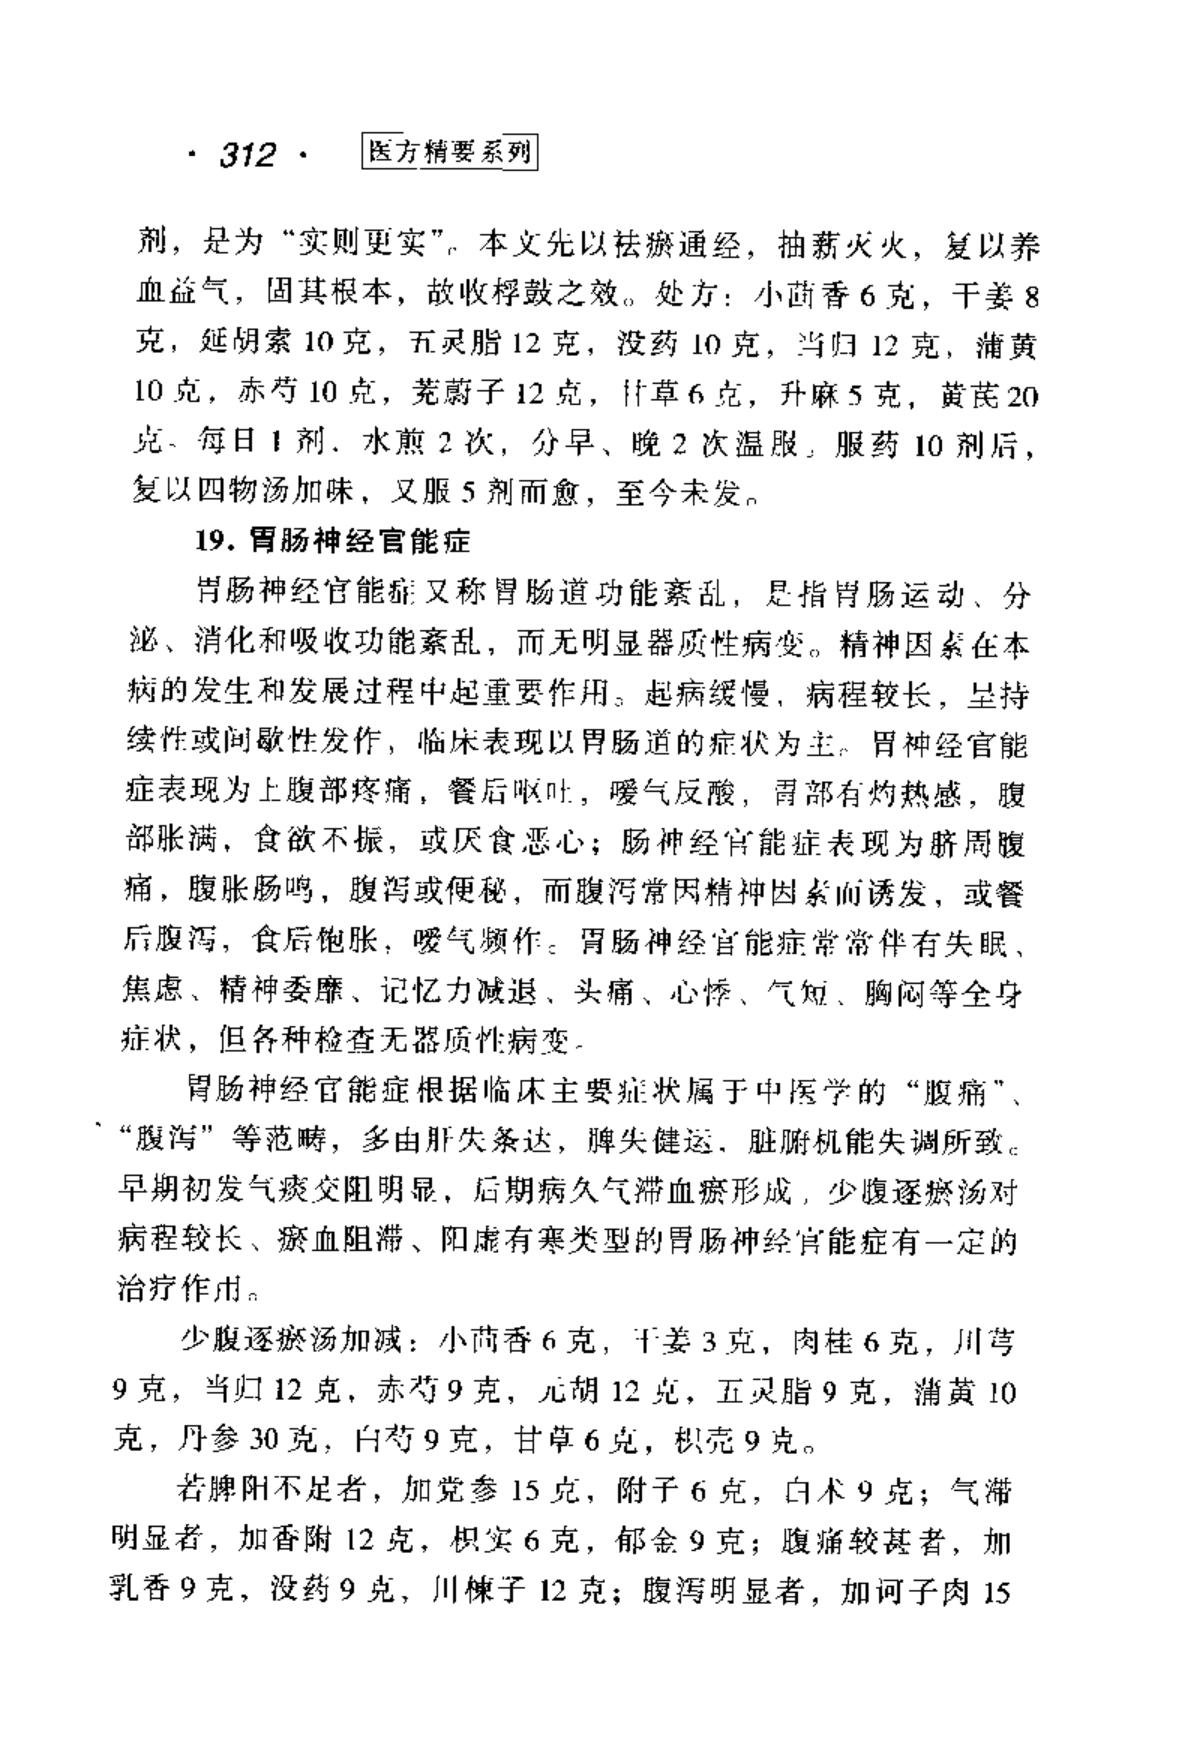 · 312 · 医方精要系列
剂，是为“实则更实”。本文先以祛瘀通经，抽薪灭火，复以养
血益气，固其根本，故收桴鼓之效。处方：小茴香 6 克，干姜 8
克，延胡索 10 克，五灵脂 12 克，没药 10 克，当归 12 克，蒲黄
10 克，赤芍 10 克，茺蔚子 12 克，甘草 6 克，升麻 5 克，黄芪 20
克。每日 1 剂，水煎 2 次，分早、晚 2 次温服。服药 10 剂后，
复以四物汤加味，又服 5 剂而愈，至今未发。
19. 胃肠神经官能症
胃肠神经官能症又称胃肠道功能紊乱，是指胃肠运动、分
泌、消化和吸收功能紊乱，而无明显器质性病变。精神因素在本
病的发生和发展过程中起重要作用。起病缓慢，病程较长，呈持
续性或间歇性发作，临床表现以胃肠道的症状为主。胃神经官能
症表现为上腹部疼痛，餐后呕吐，嗳气反酸，胃部有灼热感，腹
部胀满，食欲不振，或厌食恶心；肠神经官能症表现为脐周腹
痛，腹胀肠鸣，腹泻或便秘，而腹泻常因精神因素而诱发，或餐
后腹泻，食后饱胀，嗳气频作。胃肠神经官能症常常伴有失眠、
焦虑、精神委靡、记忆力减退、头痛、心悸、气短、胸闷等全身
症状，但各种检查无器质性病变。
胃肠神经官能症根据临床主要症状属于中医学的“腹痛”、
“腹泻”等范畴，多由肝失条达，脾失健运，脏腑机能失调所致。
早期初发气痰交阻明显，后期病久气滞血瘀形成，少腹逐瘀汤对
病程较长、瘀血阻滞、阳虚有寒类型的胃肠神经官能症有一定的
治疗作用。
少腹逐瘀汤加减：小茴香 6 克，干姜 3 克，肉桂 6 克，川芎
9 克，当归 12 克，赤芍 9 克，元胡 12 克，五灵脂 9 克，蒲黄 10
克，丹参 30 克，白芍 9 克，甘草 6 克，枳壳 9 克。
若脾阳不足者，加党参 15 克，附子 6 克，白术 9 克；气滞
明显者，加香附 12 克，枳实 6 克，郁金 9 克；腹痛较甚者，加
乳香 9 克，没药 9 克，川楝子 12 克；腹泻明显者，加诃子肉 15